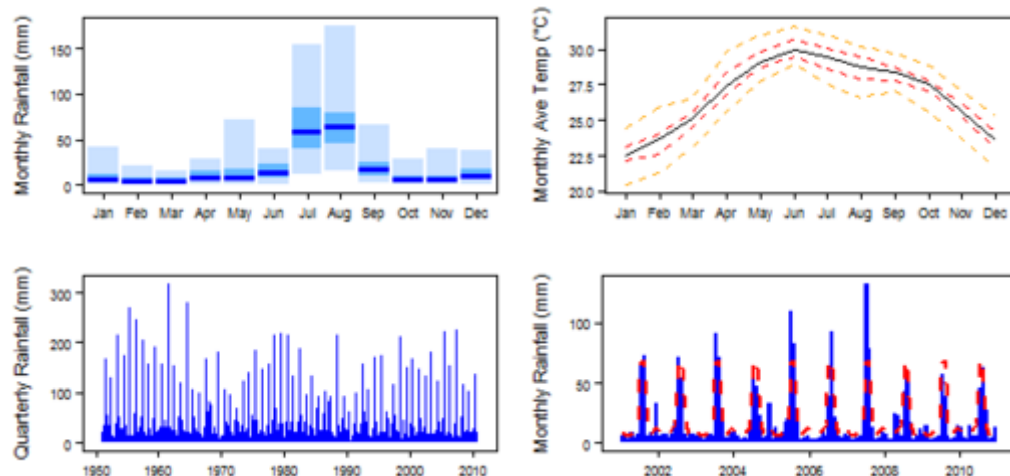 Monthly Rainfall (mm)
150
100
50
0
Jan Feb Mar Apr May Jun Jul Aug Sep Oct Nov Dec
Monthly Ave Temp (°C)
30.0
27.5
25.0
22.5
20.0
Jan Feb Mar Apr May Jun Jul Aug Sep Oct Nov Dec
Quarterly Rainfall (mm)
300
200
100
0
1950 1960 1970 1980 1990 2000 2010
Monthly Rainfall (mm)
100
50
0
2002 2004 2006 2008 2010